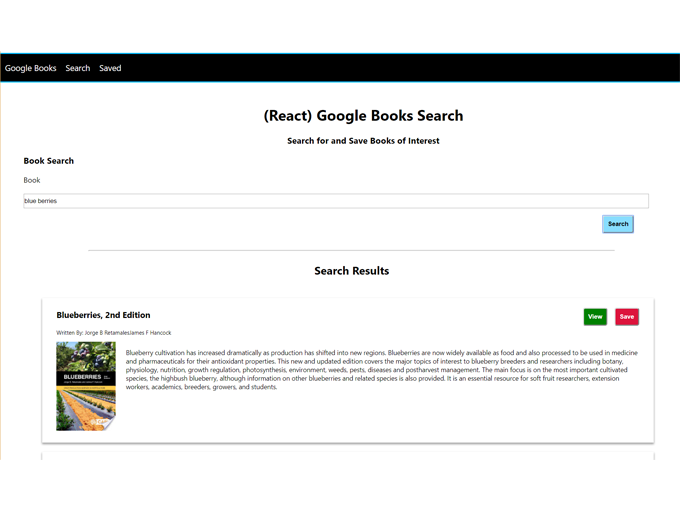 Google Books Search Saved
(React) Google Books Search
Search for and Save Books of Interest
Book Search
Book
blue berries
Search
Search Results
Blueberries, 2nd Edition
View Save
Written By: Jorge B RetamalesJames F Hancock
BLUEBERRIES
Blueberry cultivation has increased dramatically as production has shifted into new regions. Blueberries are now widely available as food and also processed to be used in medicine
and pharmaceuticals for their antioxidant properties. This new and updated edition covers the major topics of interest to blueberry breeders and researchers including botany,
physiology, nutrition, growth regulation, photosynthesis, environment, weeds, pests, diseases and postharvest management. The main focus is on the most important cultivated
species, the highbush blueberry, although information on other blueberries and related species is also provided. It is an essential resource for soft fruit researchers, extension
workers, academics, breeders, growers, and students.